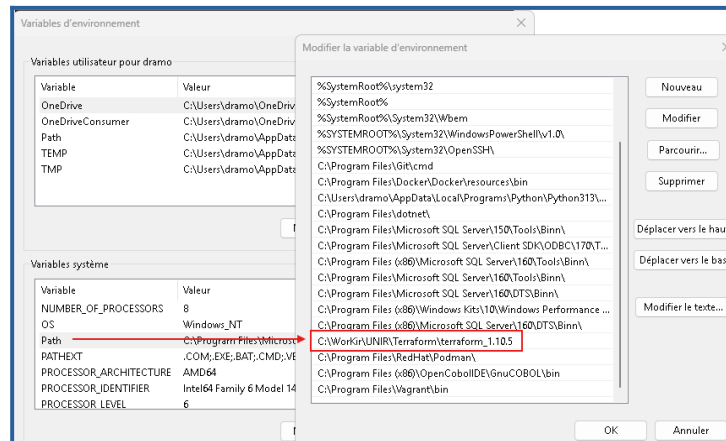 Variables d'environnement
Variables utilisateur pour dramo
Variable Valeur
OneDrive C:\Users\dramo\OneDriv
OneDriveConsumer C:\Users\dramo\OneDriv
Path C:\Users\dramo\AppData
TEMP C:\Users\dramo\AppData
TMP C:\Users\dramo\AppData
Variables système
Variable Valeur
NUMBER_OF_PROCESSORS 8
OS Windows_NT
Path C:\Program Files\Microso
PATHEXT .COM;.EXE;.BAT;.CMD;.VE
PROCESSOR_ARCHITECTURE AMD64
PROCESSOR_IDENTIFIER Intel64 Family 6 Model 14
PROCESSOR LEVEL 6
Modifier la variable d'environnement
%SystemRoot%\system32
%SystemRoot%
%SystemRoot%\System32\Wbem
%SYSTEMROOT%\System32\WindowsPowerShell\v1.0\
%SYSTEMROOT%\System32\OpenSSH\
C:\Program Files\Git\cmd
C:\Program Files\Docker\Docker\resources\bin
C:\Users\dramo\AppData\Local\Programs\Python\Python313\...
C:\Program Files\dotnet\
C:\Program Files\Microsoft SQL Server\150\Tools\Binn\
C:\Program Files\Microsoft SQL Server\Client SDK\ODBC\170\T...
C:\Program Files (x86)\Microsoft SQL Server\160\Tools\Binn\
C:\Program Files\Microsoft SQL Server\160\Tools\Binn\
C:\Program Files\Microsoft SQL Server\160\DTS\Binn\
C:\Program Files (x86)\Windows Kits\10\Windows Performance ...
C:\Program Files (x86)\Microsoft SQL Server\160\DTS\Binn\
C:\WorKir\UNIR\Terraform\terraform_1.10.5
C:\Program Files\RedHat\Podman\
C:\Program Files (x86)\OpenCobolIDE\GnuCOBOL\bin
C:\Program Files\Vagrant\bin
Nouveau
Modifier
Parcourir...
Supprimer
Déplacer vers le hau
Déplacer vers le bas
Modifier le texte...
OK Annuler